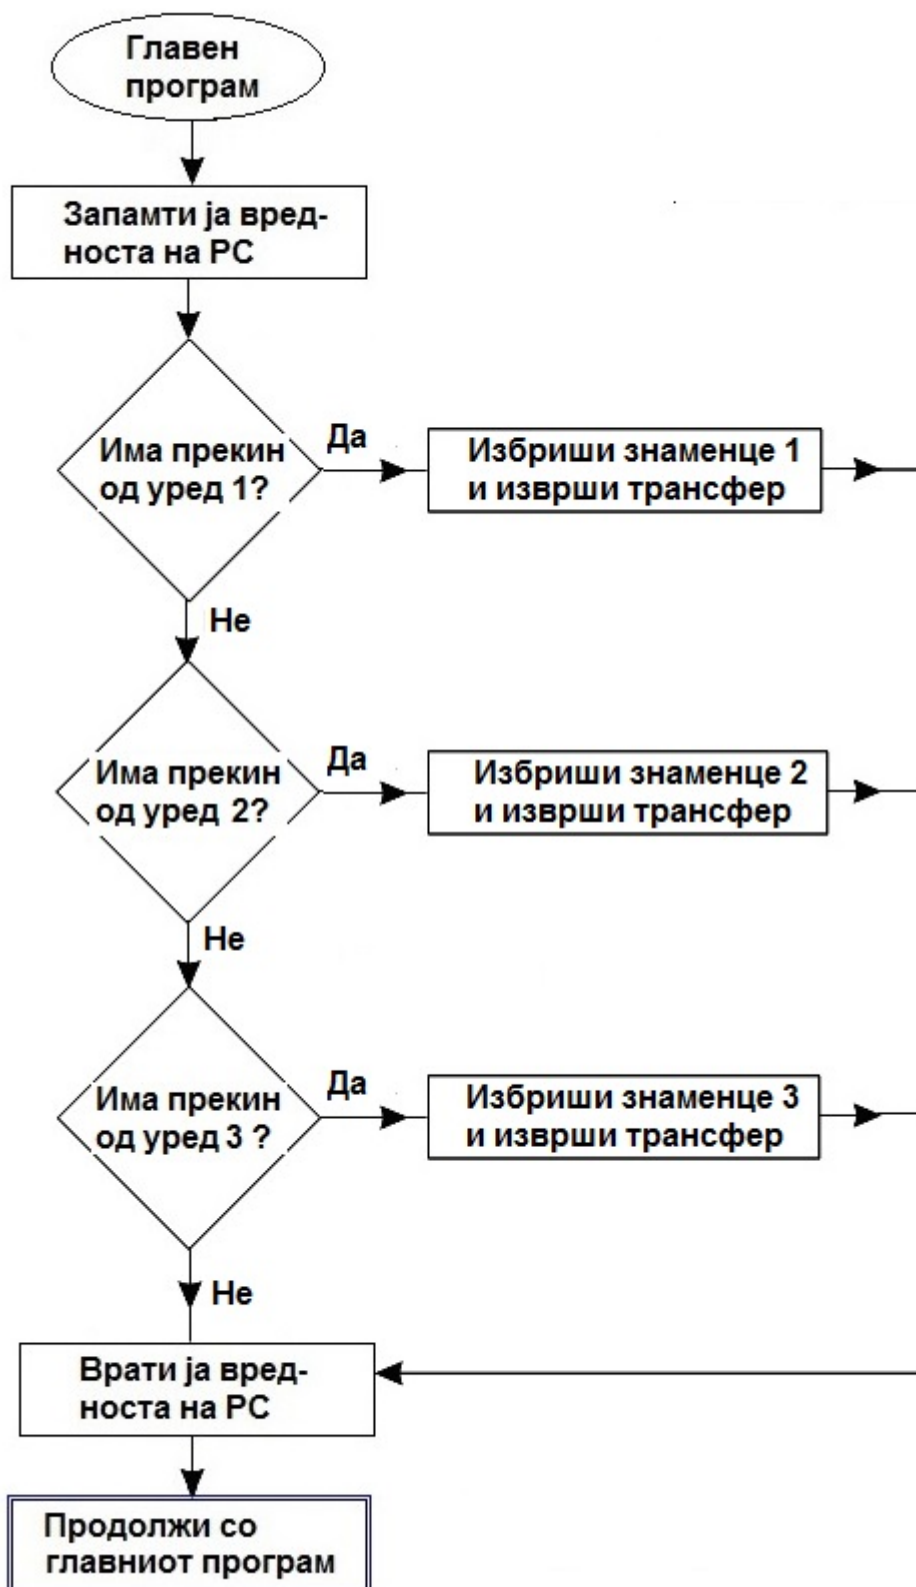 Главен
програм
Запамти ја вред-
носта на PC
Има прекин
од уред 1?
Да
Избриши знаменце 1
и изврши трансфер
Не
Има прекин
од уред 2?
Да
Избриши знаменце 2
и изврши трансфер
Не
Има прекин
од уред 3 ?
Да
Избриши знаменце 3
и изврши трансфер
Не
Врати ја вред-
носта на PC
Продолжи со
главниот програм